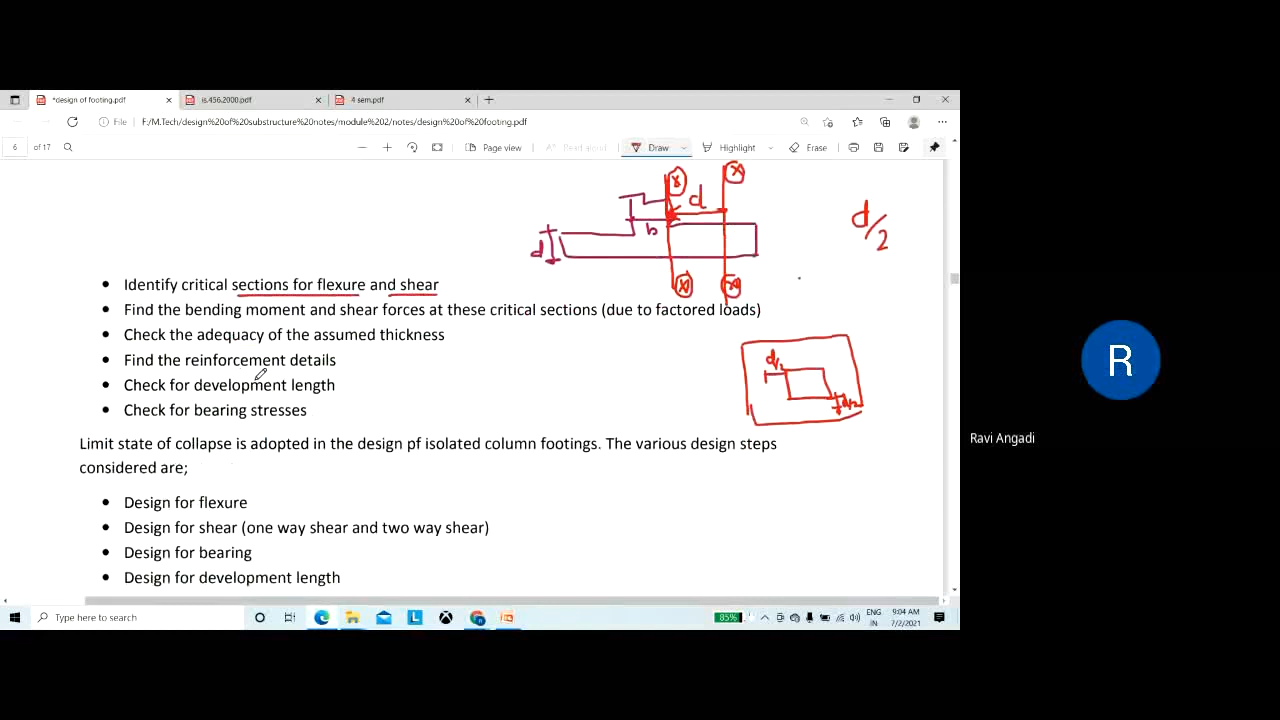 *design of footing.pdf
is.456.2000.pdf
4 sem.pdf
File
F:/M.Tech/design%20of%20substructure%20notes/module%202/notes/design%20of%20footing.pdf
6 of 17
Page view
Read aloud
Draw
Highlight
Erase
d
b
d
d/2
• Identify critical sections for flexure and shear
• Find the bending moment and shear forces at these critical sections (due to factored loads)
• Check the adequacy of the assumed thickness
• Find the reinforcement details
• Check for development length
• Check for bearing stresses
d/2
d/2
Limit state of collapse is adopted in the design pf isolated column footings. The various design steps
considered are;
• Design for flexure
• Design for shear (one way shear and two way shear)
• Design for bearing
• Design for development length
R
Ravi Angadi
Type here to search
85%
ENG
IN
9:04 AM
7/2/2021